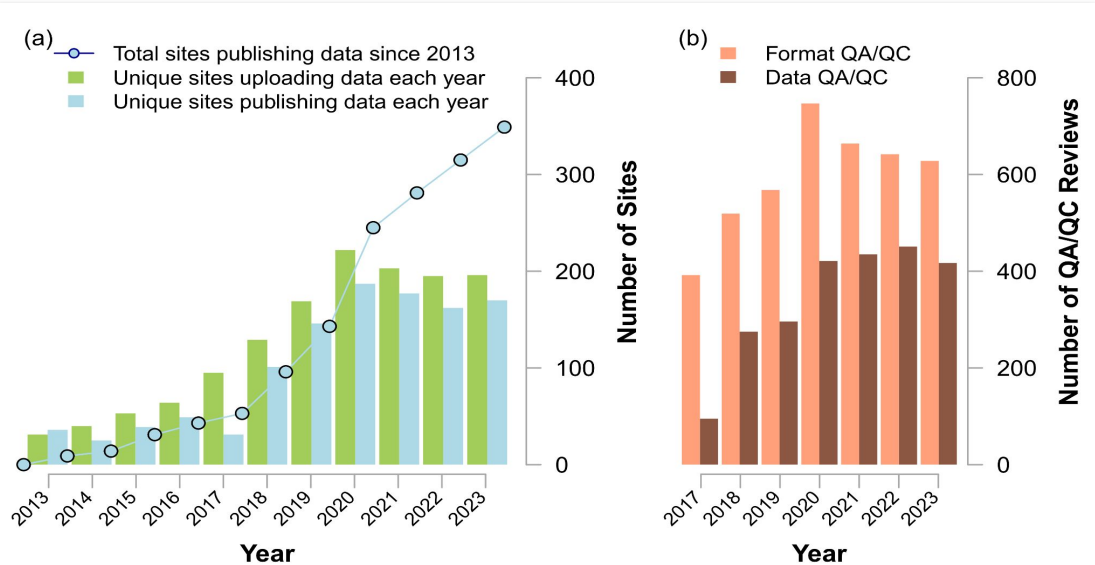 (a)
Total sites publishing data since 2013
Unique sites uploading data each year
Unique sites publishing data each year
400
300
200
100
0
Number of Sites
2013
2014
2015
2016
2017
2018
2019
2020
2021
2022
2023
Year
(b)
Format QA/QC
Data QA/QC
800
600
400
200
0
Number of QA/QC Reviews
2017
2018
2019
2020
2021
2022
2023
Year